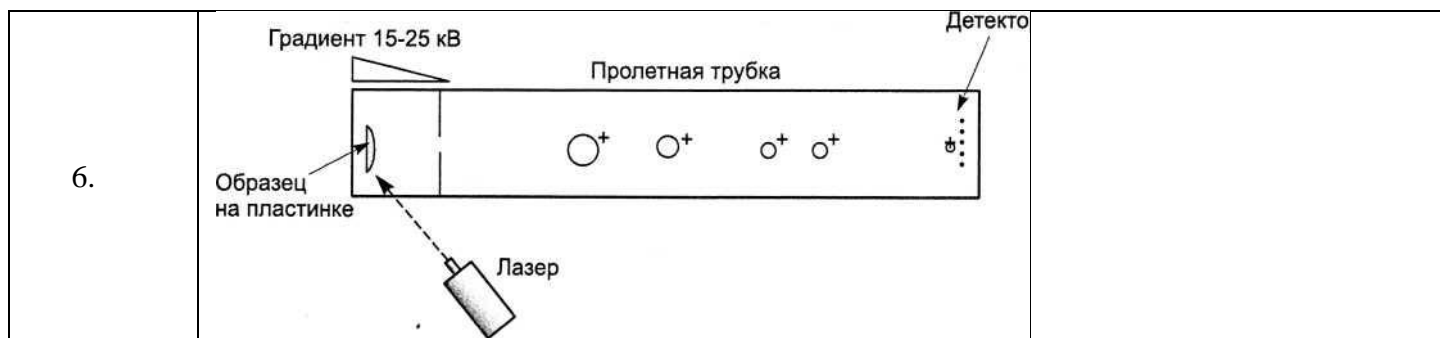 6.
Градиент 15-25 кВ
Пролетная трубка
Детекто
Образец
на пластинке
Лазер
+
+
+
+
+